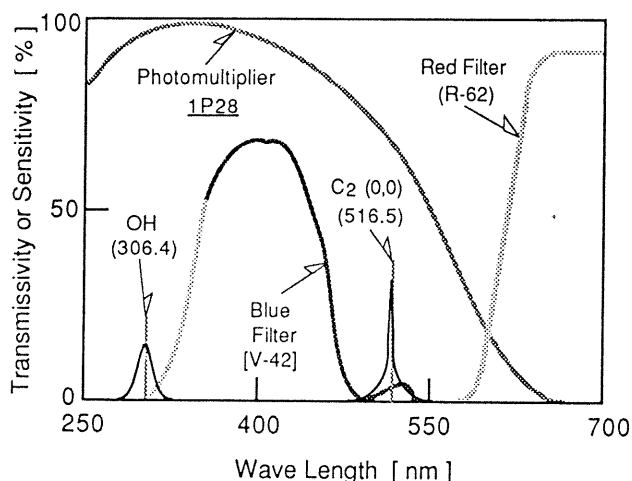 100
Transmissivity or Sensitivity [ % ]
Photomultiplier
1P28
Red Filter
(R-62)
50
OH
(306.4)
C2 (0,0)
(516.5)
Blue
Filter
[V-42]
0
250
400
550
700
Wave Length [ nm ]